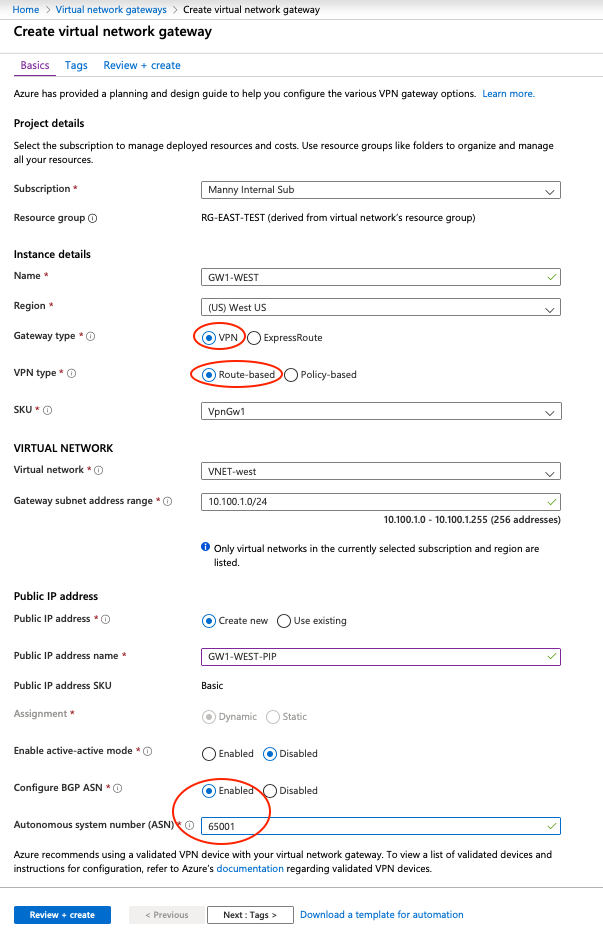 Home > Virtual network gateways > Create virtual network gateway
Create virtual network gateway
Basics Tags Review + create
Azure has provided a planning and design guide to help you configure the various VPN gateway options. Learn more.
Project details
Select the subscription to manage deployed resources and costs. Use resource groups like folders to organize and manage
all your resources.
Subscription * Manny Internal Sub
Resource group RG-EAST-TEST (derived from virtual network's resource group)
Instance details
Name * GW1-WEST
Region * (US) West US
Gateway type * VPN ExpressRoute
VPN type * Route-based Policy-based
SKU * VpnGw1
VIRTUAL NETWORK
Virtual network * VNET-west
Gateway subnet address range * 10.100.1.0/24
10.100.1.0 - 10.100.1.255 (256 addresses)
Only virtual networks in the currently selected subscription and region are
listed.
Public IP address
Public IP address * Create new Use existing
Public IP address name * GW1-WEST-PIP
Public IP address SKU Basic
Assignment * Dynamic Static
Enable active-active mode * Enabled Disabled
Configure BGP ASN * Enabled Disabled
Autonomous system number (ASN) * 65001
Azure recommends using a validated VPN device with your virtual network gateway. To view a list of validated devices and
instructions for configuration, refer to Azure's documentation regarding validated VPN devices.
Review + create < Previous Next : Tags > Download a template for automation